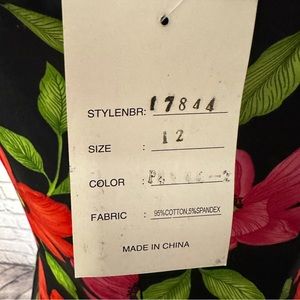 STYLENBR: 17844
SIZE : 12
COLOR :
FABRIC : 95%COTTON,5%SPANDEX
MADE IN CHINA